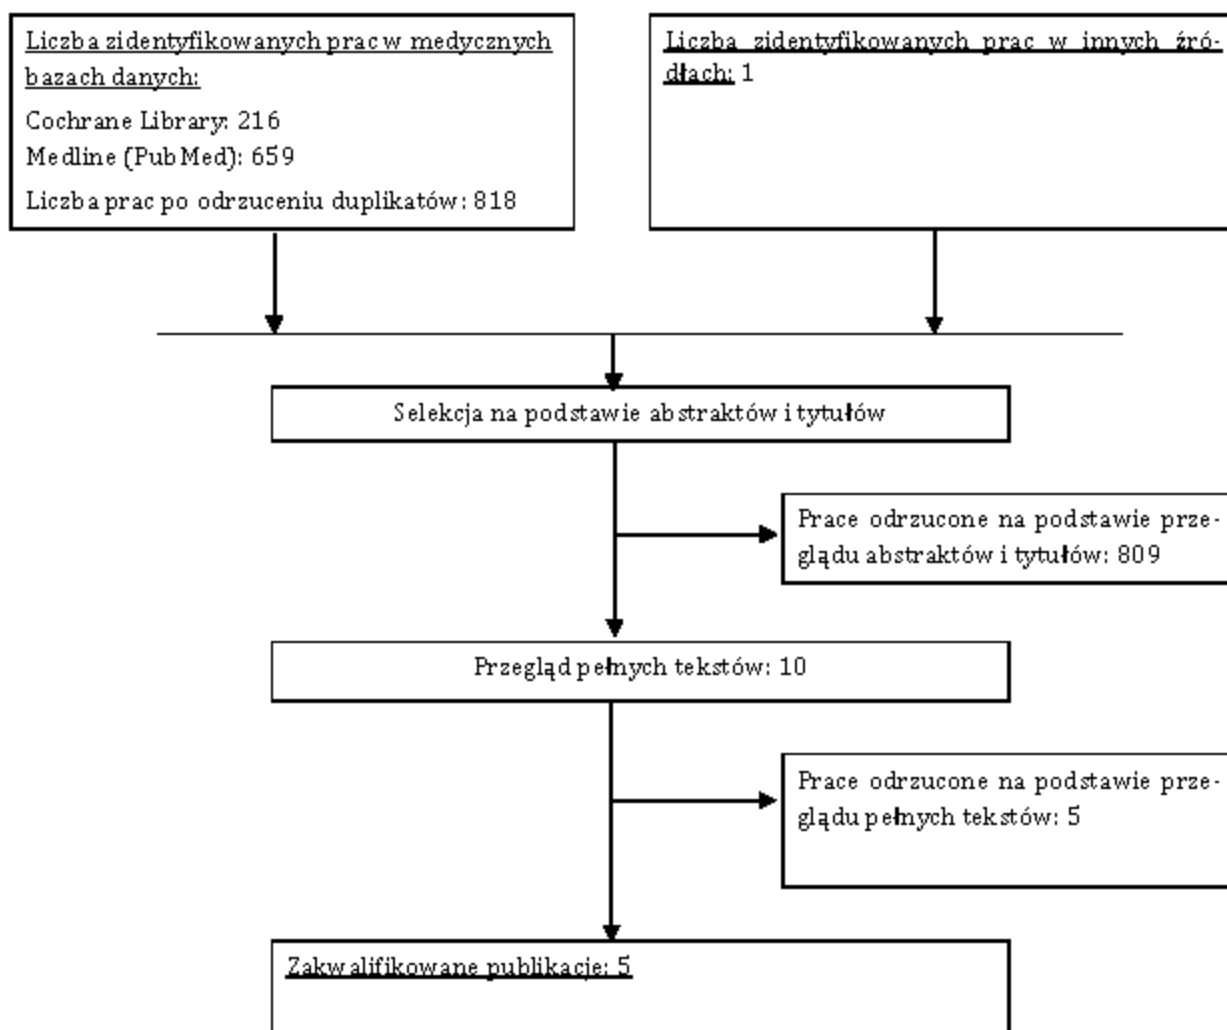 Liczba zidentyfikowanych prac w medycznych
bazach danych:
Cochrane Library: 216
Medline (PubMed): 659
Liczba prac po odrzuceniu duplikatów: 818
Liczba zidentyfikowanych prac w innych źró-
dłach: 1
Selekcja na podstawie abstraktów i tytułów
Prace odrzucone na podstawie prze-
glądu abstraktów i tytułów: 809
Przegląd pełnych tekstów: 10
Prace odrzucone na podstawie prze-
glądu pełnych tekstów: 5
Zakwalifikowane publikacje: 5